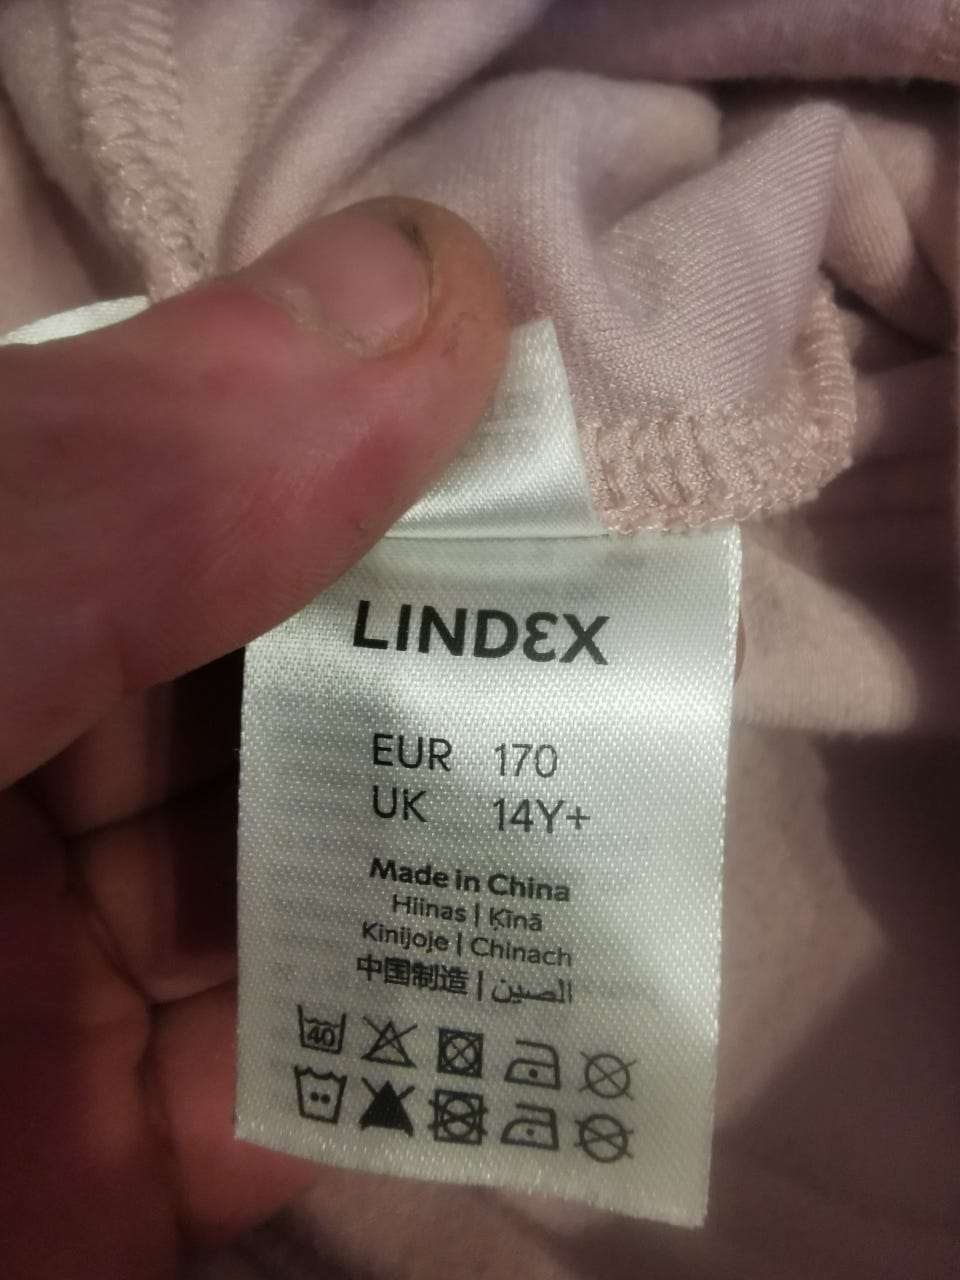 LINDEX
EUR 170
UK 14Y+
Made in China
Hiinas | Ķīnā
Kinijoje | Chinach
中国制造 | الصين
40